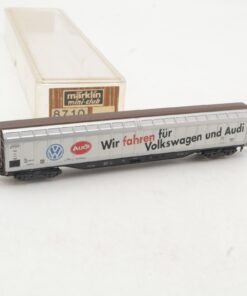 märklin
mini-club
8710
Wir fahren für
Volkswagen und Audi
Audi